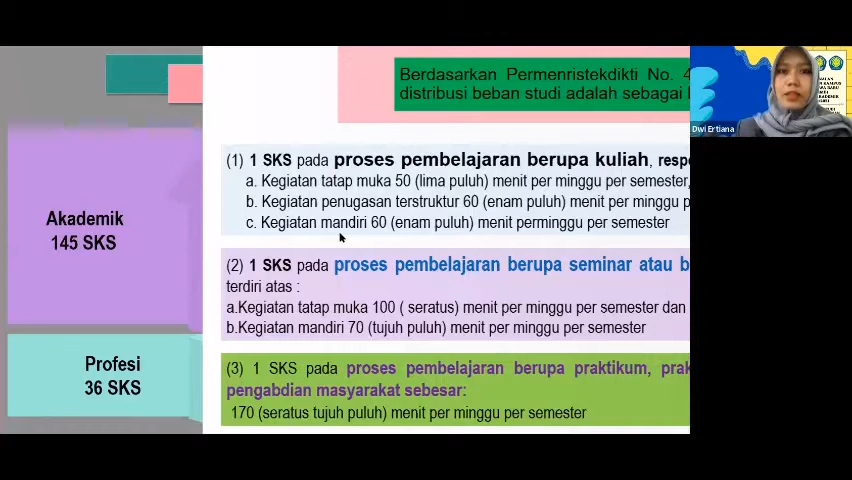 Berdasarkan Permenristekdikti No. 4
distribusi beban studi adalah sebagai
Dwi Ertiana
(1) 1 SKS pada proses pembelajaran berupa kuliah, resp
a. Kegiatan tatap muka 50 (lima puluh) menit per minggu per semester,
b. Kegiatan penugasan terstruktur 60 (enam puluh) menit per minggu p
c. Kegiatan mandiri 60 (enam puluh) menit perminggu per semester
Akademik
145 SKS
(2) 1 SKS pada proses pembelajaran berupa seminar atau b
terdiri atas :
a.Kegiatan tatap muka 100 ( seratus) menit per minggu per semester dan
b.Kegiatan mandiri 70 (tujuh puluh) menit per minggu per semester
Profesi
36 SKS
(3) 1 SKS pada proses pembelajaran berupa praktikum, prak
pengabdian masyarakat sebesar:
170 (seratus tujuh puluh) menit per minggu per semester